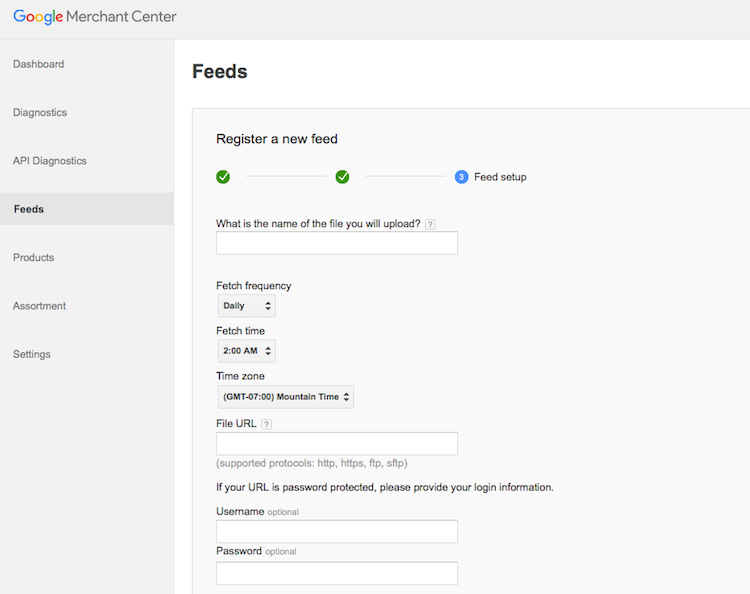 Google Merchant Center
Dashboard
Diagnostics
API Diagnostics
Feeds
Products
Assortment
Settings
Feeds
Register a new feed
3 Feed setup
What is the name of the file you will upload? ?
Fetch frequency
Daily
Fetch time
2:00 AM
Time zone
(GMT-07:00) Mountain Time
File URL ?
(supported protocols: http, https, ftp, sftp)
If your URL is password protected, please provide your login information.
Username optional
Password optional